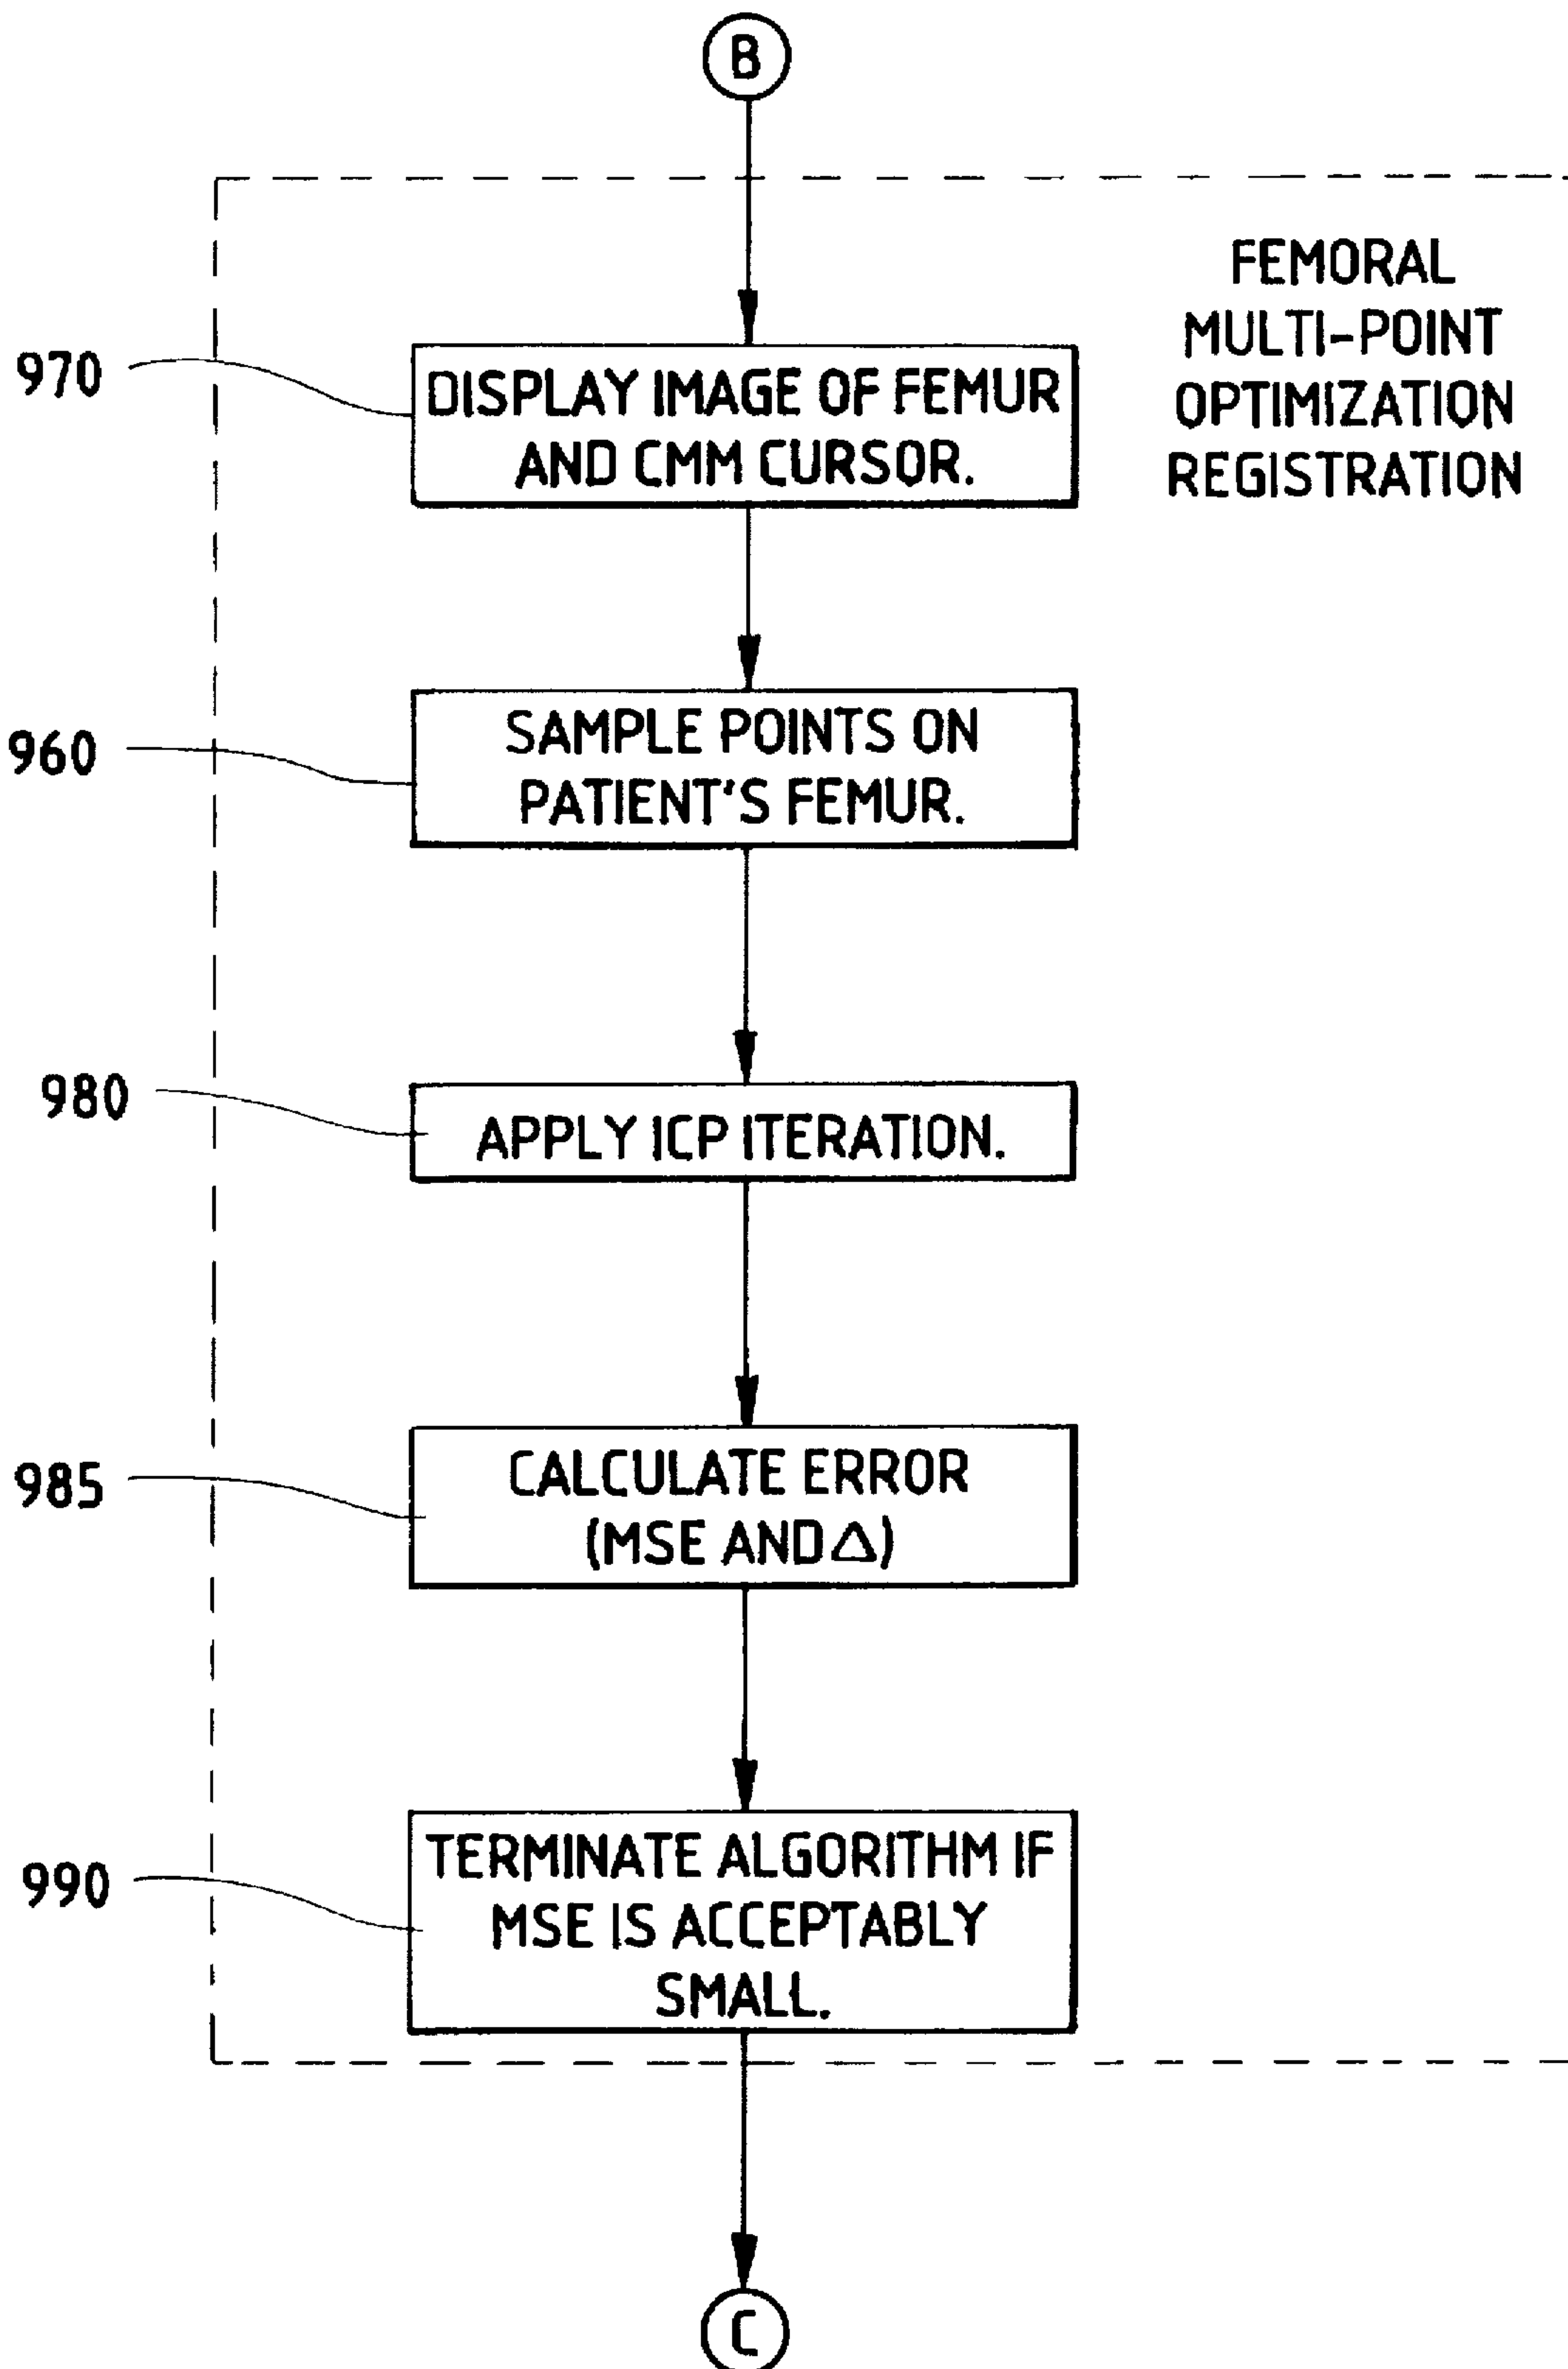 B
FEMORAL
MULTI-POINT
OPTIMIZATION
REGISTRATION
970
DISPLAY IMAGE OF FEMUR
AND CMM CURSOR.
960
SAMPLE POINTS ON
PATIENT'S FEMUR.
980
APPLY ICP ITERATION.
985
CALCULATE ERROR
(MSE AND △)
990
TERMINATE ALGORITHM IF
MSE IS ACCEPTABLY
SMALL.
C